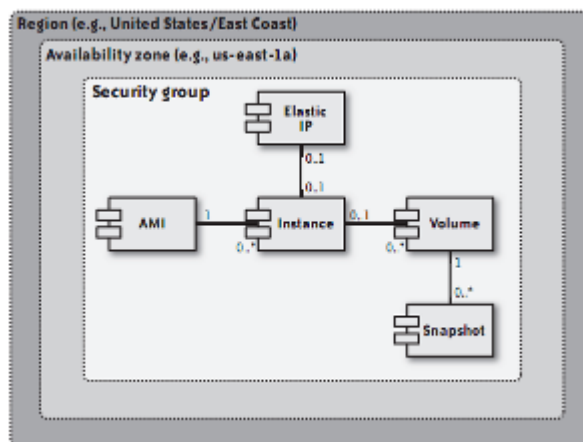 Region (e.g., United States/East Coast)
Availability zone (e.g., us-east-1a)
Security group
Elastic
IP
0..1
0..1
AMI
1
0..*
Instance
0..1
0..*
Volume
1
0..*
Snapshot